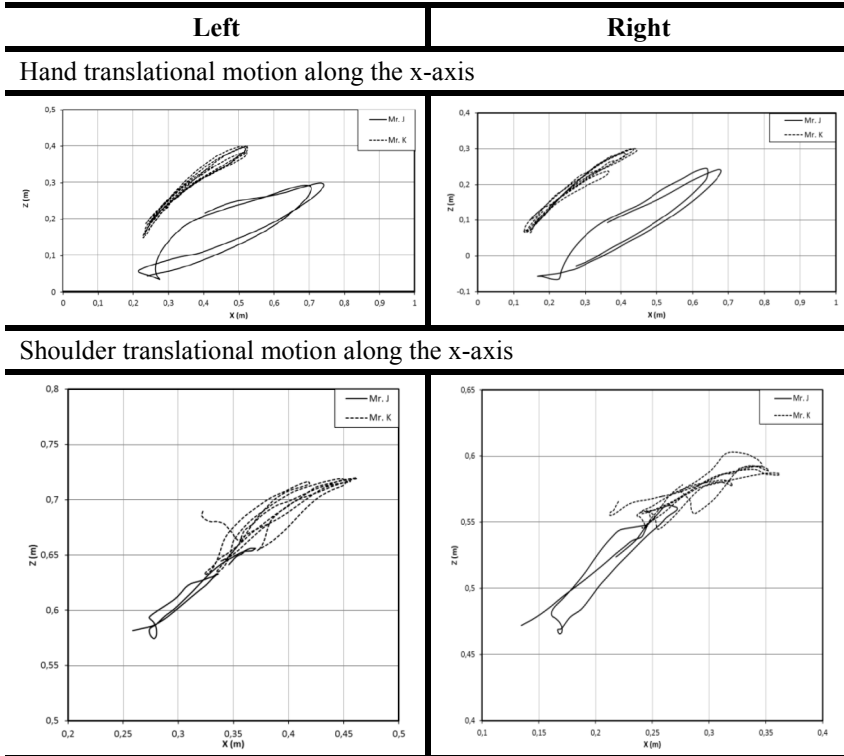 Left Right
Hand translational motion along the x-axis
0,5
0,4
0,3
0,2
0,1
0
Z (m)
0 0,1 0,2 0,3 0,4 0,5 0,6 0,7 0,8 0,9 1
X (m)
Mr. J
Mr. K
0,4
0,3
0,2
0,1
0
-0,1
Z (m)
0 0,1 0,2 0,3 0,4 0,5 0,6 0,7 0,8 0,9 1
X (m)
Mr. J
Mr. K
Shoulder translational motion along the x-axis
0,8
0,75
0,7
0,65
0,6
0,55
0,5
Z (m)
0,2 0,25 0,3 0,35 0,4 0,45 0,5
X (m)
Mr. J
Mr. K
0,65
0,6
0,55
0,5
0,45
0,4
Z (m)
0,1 0,15 0,2 0,25 0,3 0,35 0,4
X (m)
Mr. J
Mr. K